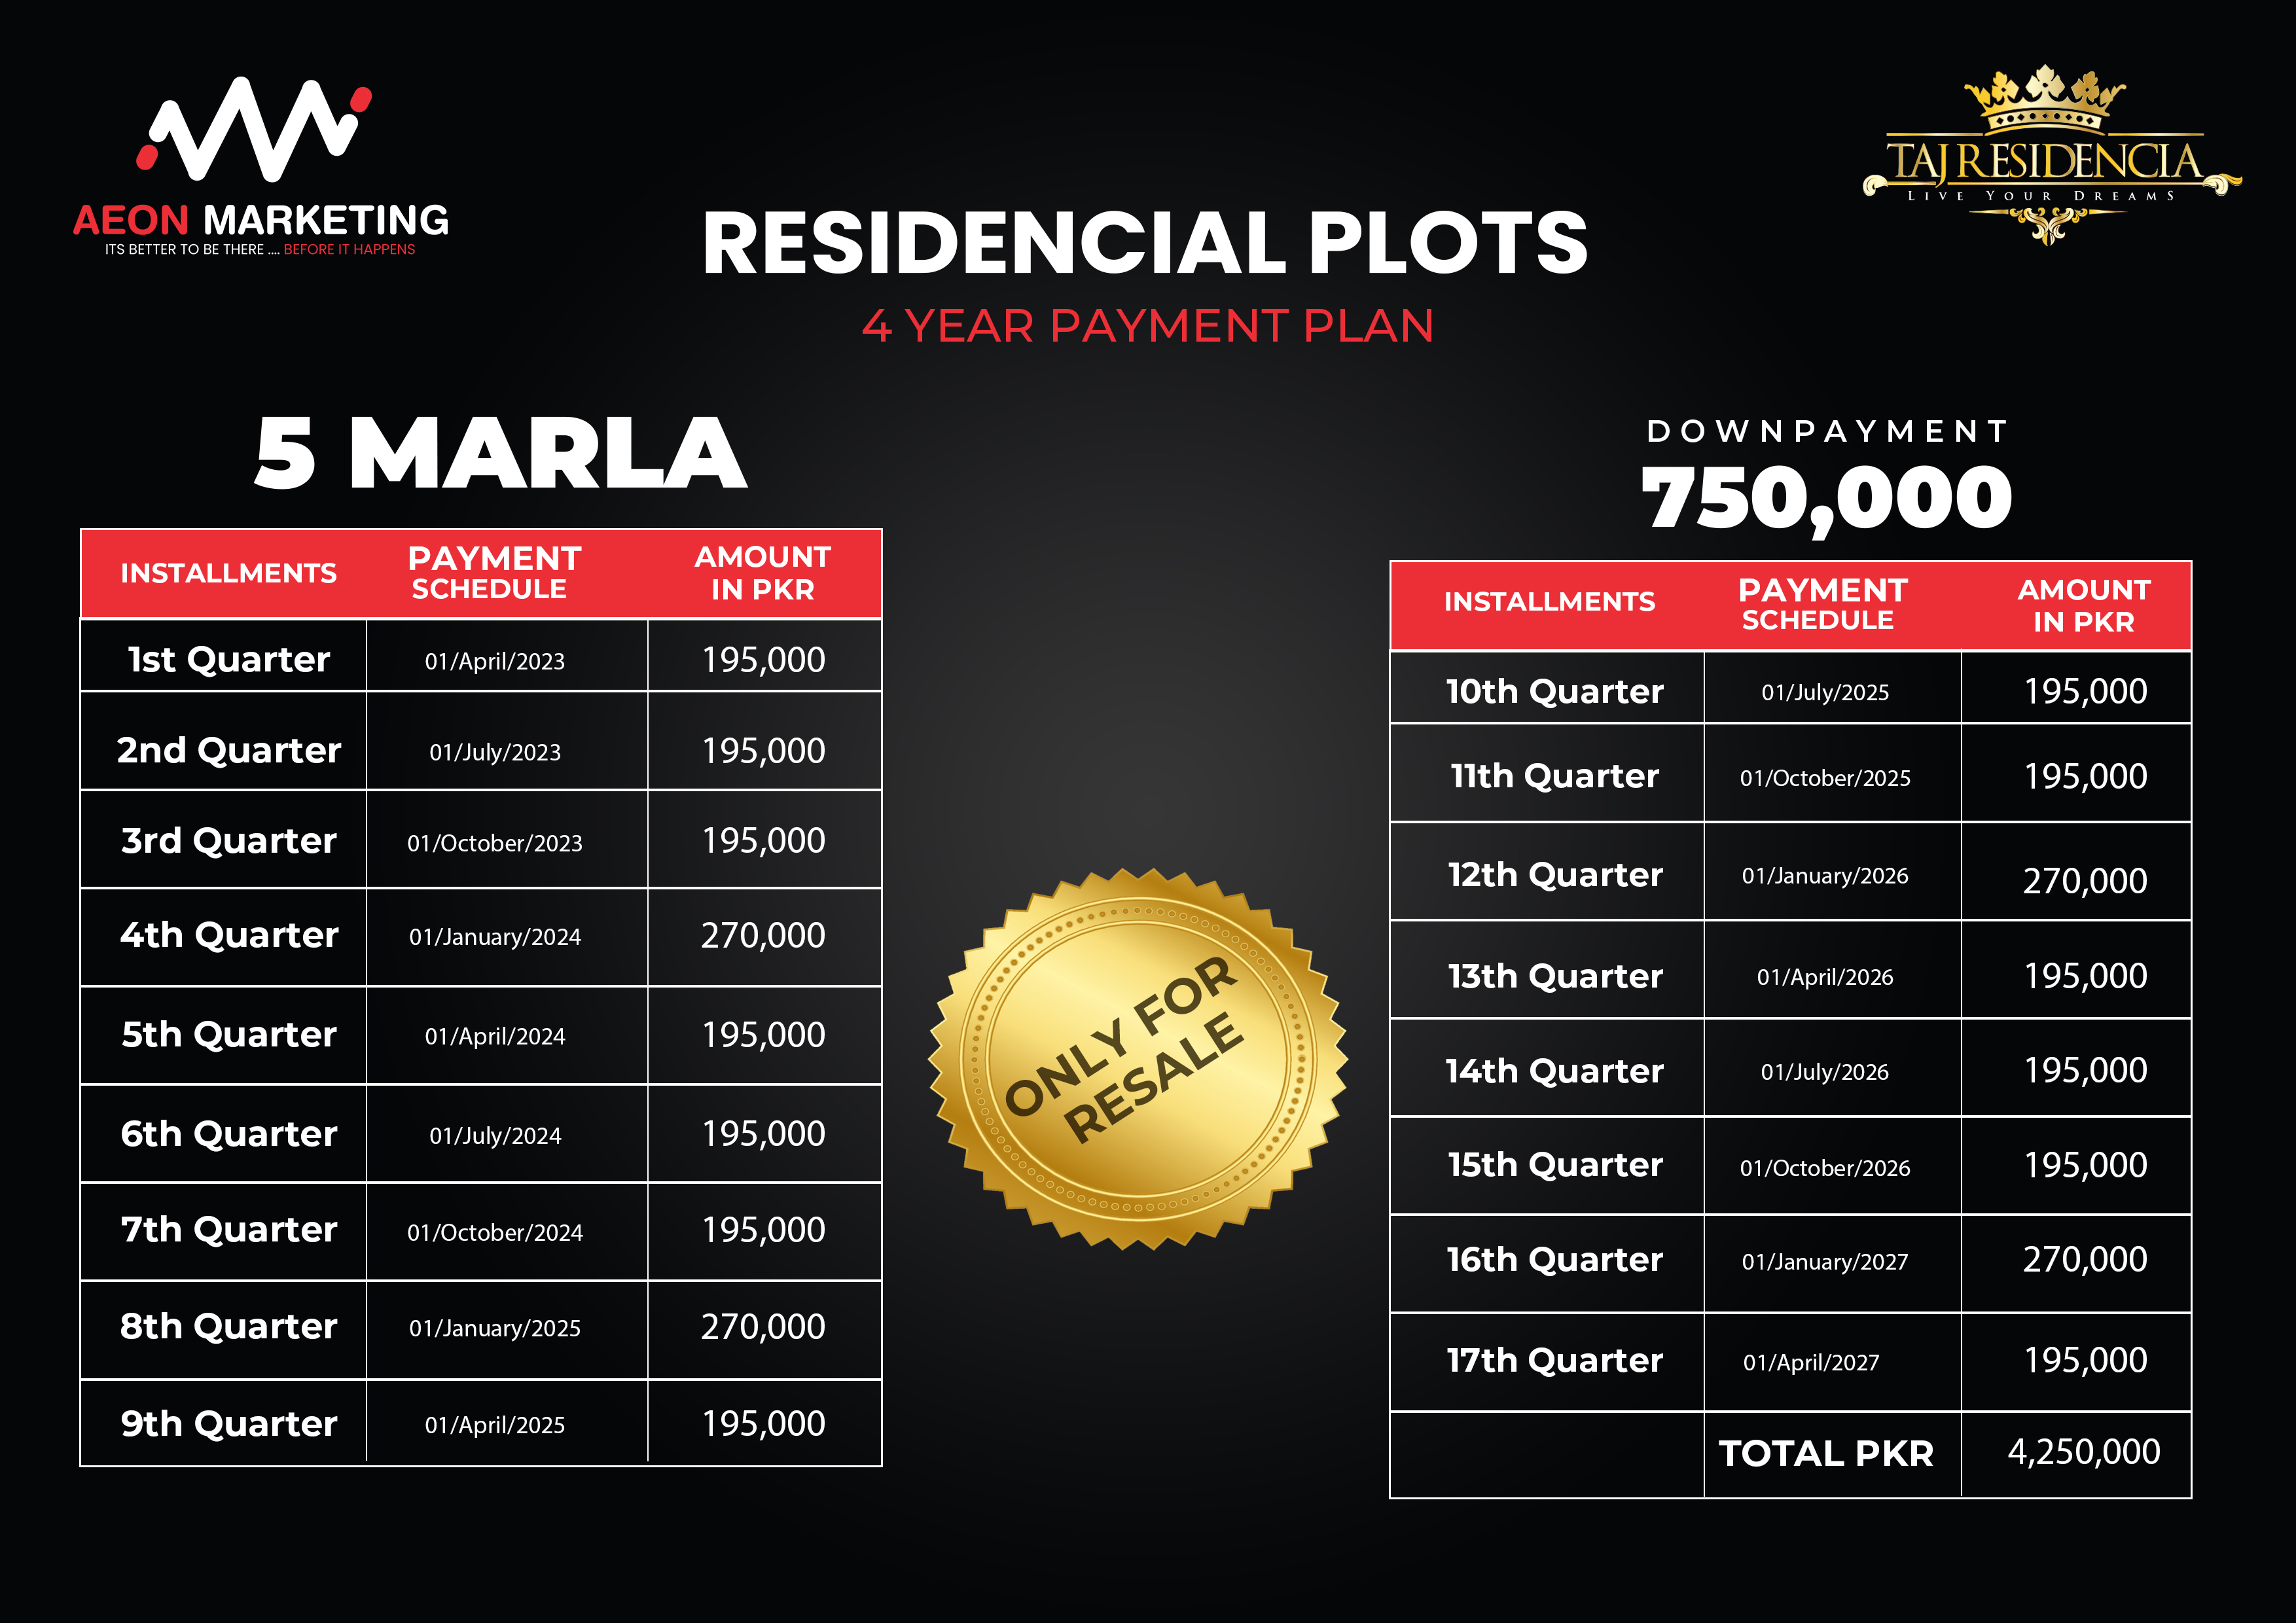 AEON MARKETING
ITS BETTER TO BE THERE .... BEFORE IT HAPPENS
TAJ RESIDENCIA
LIVE YOUR DREAMS
RESIDENCIAL PLOTS
4 YEAR PAYMENT PLAN
5 MARLA
INSTALLMENTS PAYMENT SCHEDULE AMOUNT IN PKR
1st Quarter 01/April/2023 195,000
2nd Quarter 01/July/2023 195,000
3rd Quarter 01/October/2023 195,000
4th Quarter 01/January/2024 270,000
5th Quarter 01/April/2024 195,000
6th Quarter 01/July/2024 195,000
7th Quarter 01/October/2024 195,000
8th Quarter 01/January/2025 270,000
9th Quarter 01/April/2025 195,000
ONLY FOR
RESALE
DOWNPAYMENT
750,000
INSTALLMENTS PAYMENT SCHEDULE AMOUNT IN PKR
10th Quarter 01/July/2025 195,000
11th Quarter 01/October/2025 195,000
12th Quarter 01/January/2026 270,000
13th Quarter 01/April/2026 195,000
14th Quarter 01/July/2026 195,000
15th Quarter 01/October/2026 195,000
16th Quarter 01/January/2027 270,000
17th Quarter 01/April/2027 195,000
TOTAL PKR 4,250,000